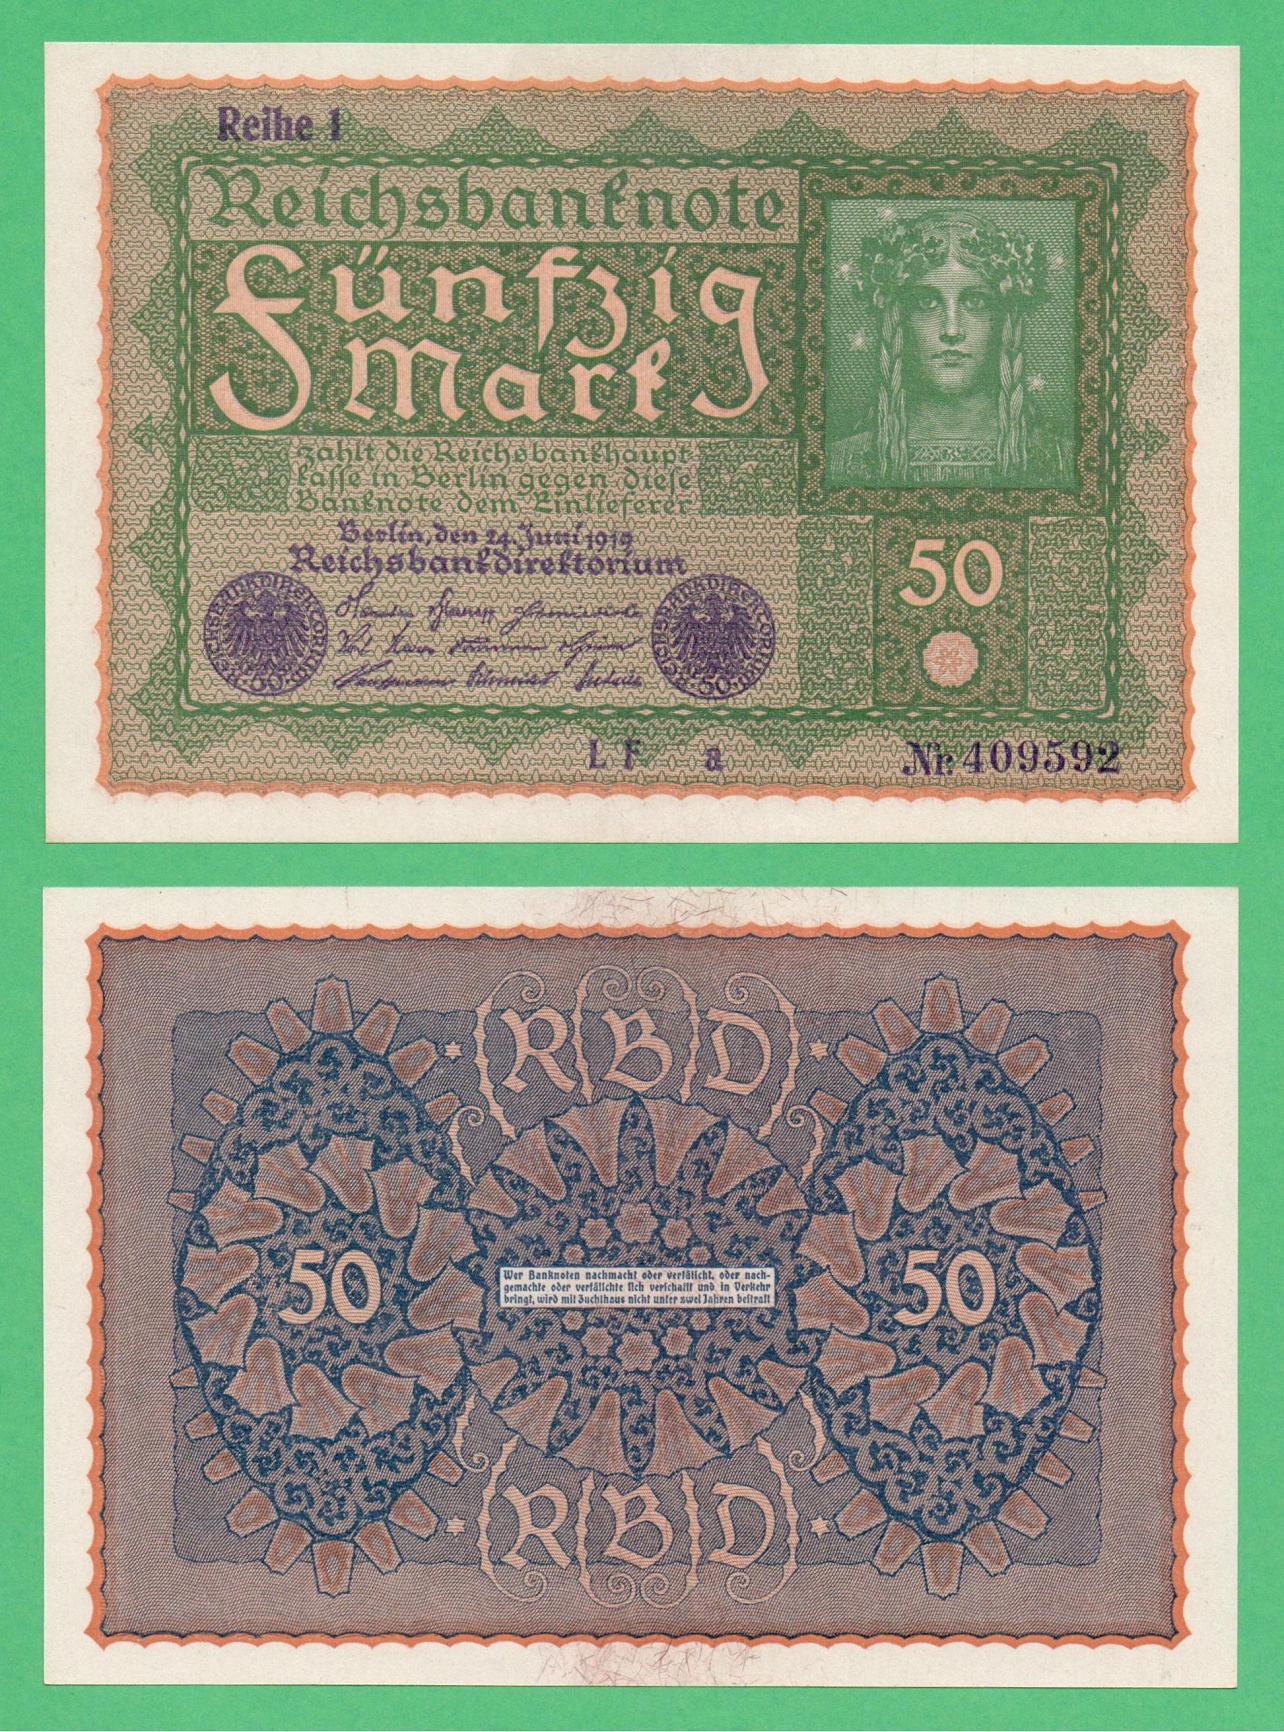 Reihe 1
Reichsbanknote
Fünfzig
Mark
zahlt die Reichsbankhaupt-
kasse in Berlin gegen diese
Banknote dem Einlieferer
Berlin, den 24. Juni 1919
Reichsbankdirektorium
50
50
50
L F a
Nr. 409592
R B D
50
50
Wer Banknoten nachmacht oder verfälscht, oder nach-
gemachte oder verfälschte sich verschafft und in Verkehr
bringt, wird mit Zuchthaus nicht unter zwei Jahren bestraft
R B D